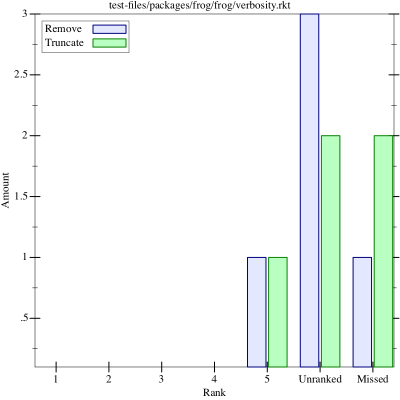 test-files/packages/frog/frog/verbosity.rkt
Remove
Truncate
3
2.5
2
1.5
1
.5
Amount
1 2 3 4 5 Unranked Missed
Rank